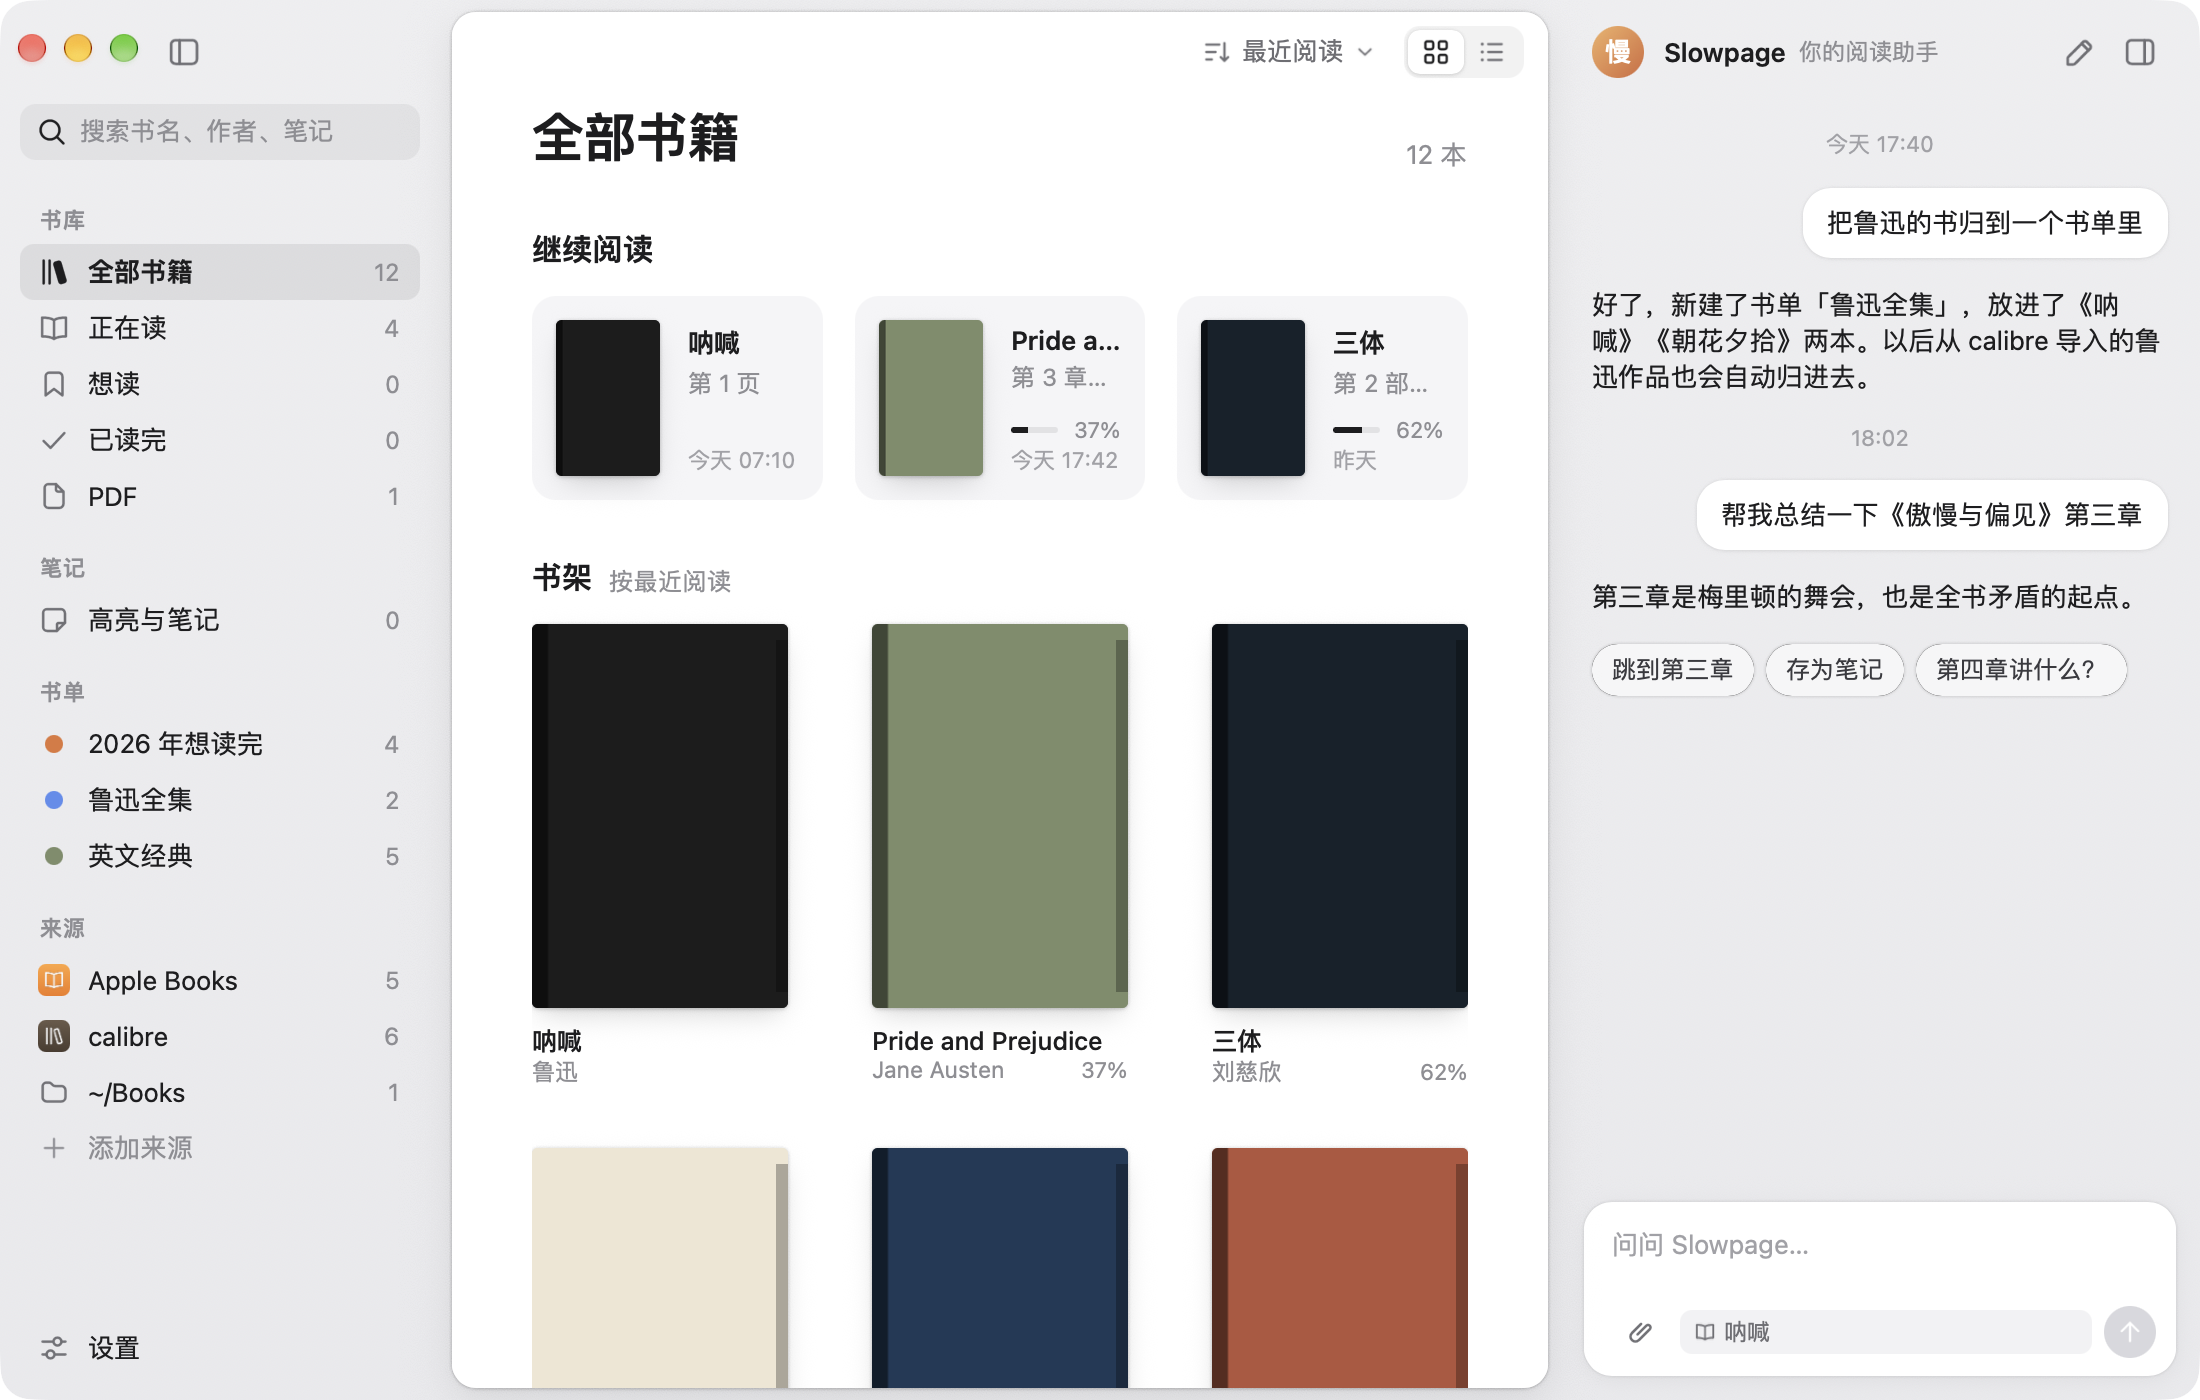 搜索书名、作者、笔记
书库
全部书籍 12
正在读 4
想读 0
已读完 0
PDF 1
笔记
高亮与笔记 0
书单
2026 年想读完 4
鲁迅全集 2
英文经典 5
来源
Apple Books 5
calibre 6
~/Books 1
添加来源
设置
最近阅读
全部书籍
12 本
继续阅读
呐喊
第 1 页
今天 07:10
Pride a...
第 3 章...
37%
今天 17:42
三体
第 2 部...
62%
昨天
书架 按最近阅读
呐喊
鲁迅
Pride and Prejudice
Jane Austen 37%
三体
刘慈欣 62%
慢 Slowpage 你的阅读助手
今天 17:40
把鲁迅的书归到一个书单里
好了，新建了书单「鲁迅全集」，放进了《呐
喊》《朝花夕拾》两本。以后从 calibre 导入的鲁
迅作品也会自动归进去。
18:02
帮我总结一下《傲慢与偏见》第三章
第三章是梅里顿的舞会，也是全书矛盾的起点。
跳到第三章 存为笔记 第四章讲什么？
问问 Slowpage...
呐喊